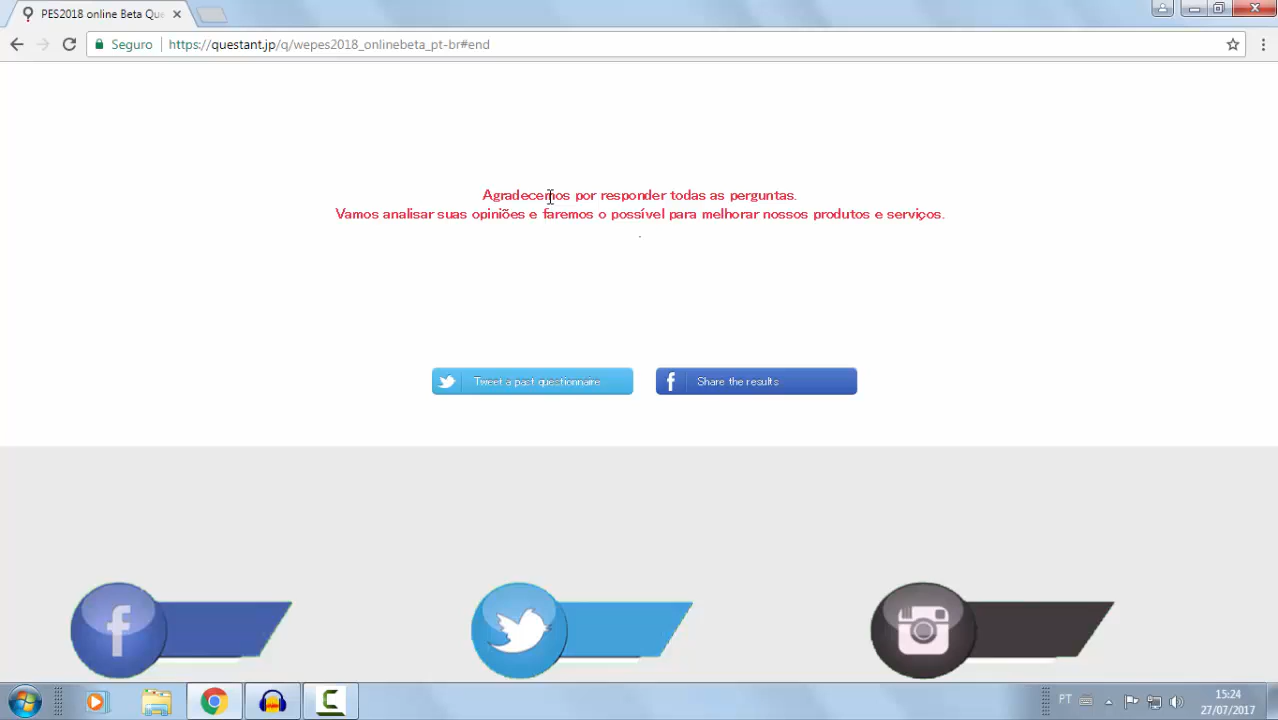 PES2018 online Beta Que
Seguro
https://questant.jp/q/wepes2018_onlinebeta_pt-br#end
Agradecemos por responder todas as perguntas.
Vamos analisar suas opiniões e faremos o possível para melhorar nossos produtos e serviços.
.
Tweet a past questionnaire
Share the results
PT
15:24
27/07/2017